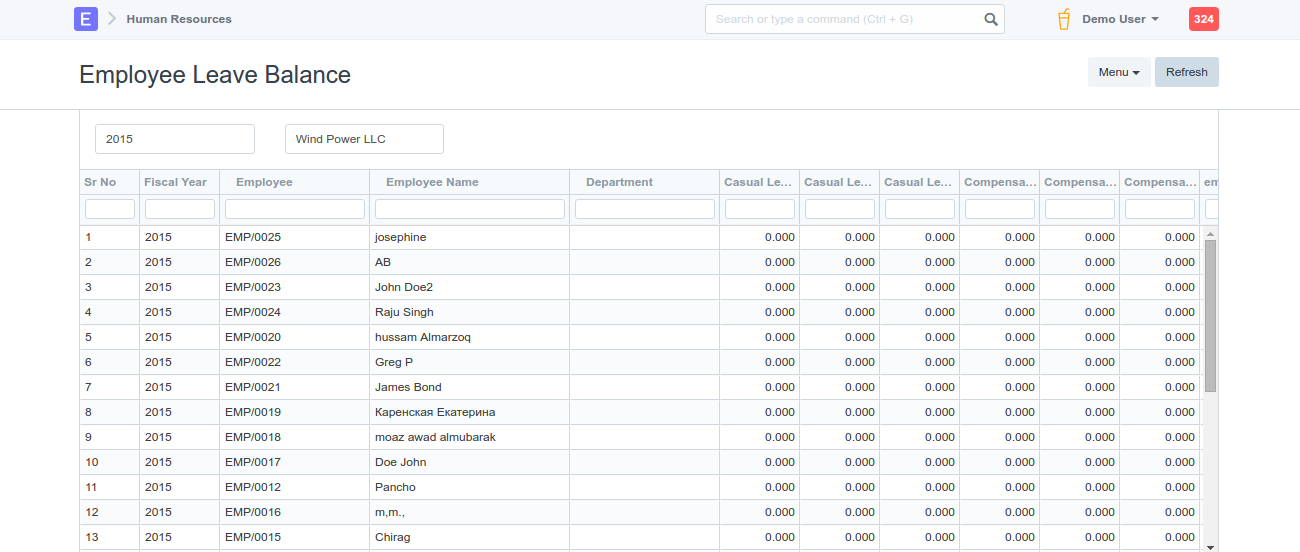 E Human Resources Search or type a command (Ctrl + G) Demo User 324
Employee Leave Balance Menu Refresh
2015 Wind Power LLC
Sr No Fiscal Year Employee Employee Name Department Casual Le... Casual Le... Casual Le... Compensa... Compensa... Compensa... em
1 2015 EMP/0025 josephine 0.000 0.000 0.000 0.000 0.000 0.000
2 2015 EMP/0026 AB 0.000 0.000 0.000 0.000 0.000 0.000
3 2015 EMP/0023 John Doe2 0.000 0.000 0.000 0.000 0.000 0.000
4 2015 EMP/0024 Raju Singh 0.000 0.000 0.000 0.000 0.000 0.000
5 2015 EMP/0020 hussam Almarzoq 0.000 0.000 0.000 0.000 0.000 0.000
6 2015 EMP/0022 Greg P 0.000 0.000 0.000 0.000 0.000 0.000
7 2015 EMP/0021 James Bond 0.000 0.000 0.000 0.000 0.000 0.000
8 2015 EMP/0019 Каренская Екатерина 0.000 0.000 0.000 0.000 0.000 0.000
9 2015 EMP/0018 moaz awad almubarak 0.000 0.000 0.000 0.000 0.000 0.000
10 2015 EMP/0017 Doe John 0.000 0.000 0.000 0.000 0.000 0.000
11 2015 EMP/0012 Pancho 0.000 0.000 0.000 0.000 0.000 0.000
12 2015 EMP/0016 m,m., 0.000 0.000 0.000 0.000 0.000 0.000
13 2015 EMP/0015 Chirag 0.000 0.000 0.000 0.000 0.000 0.000